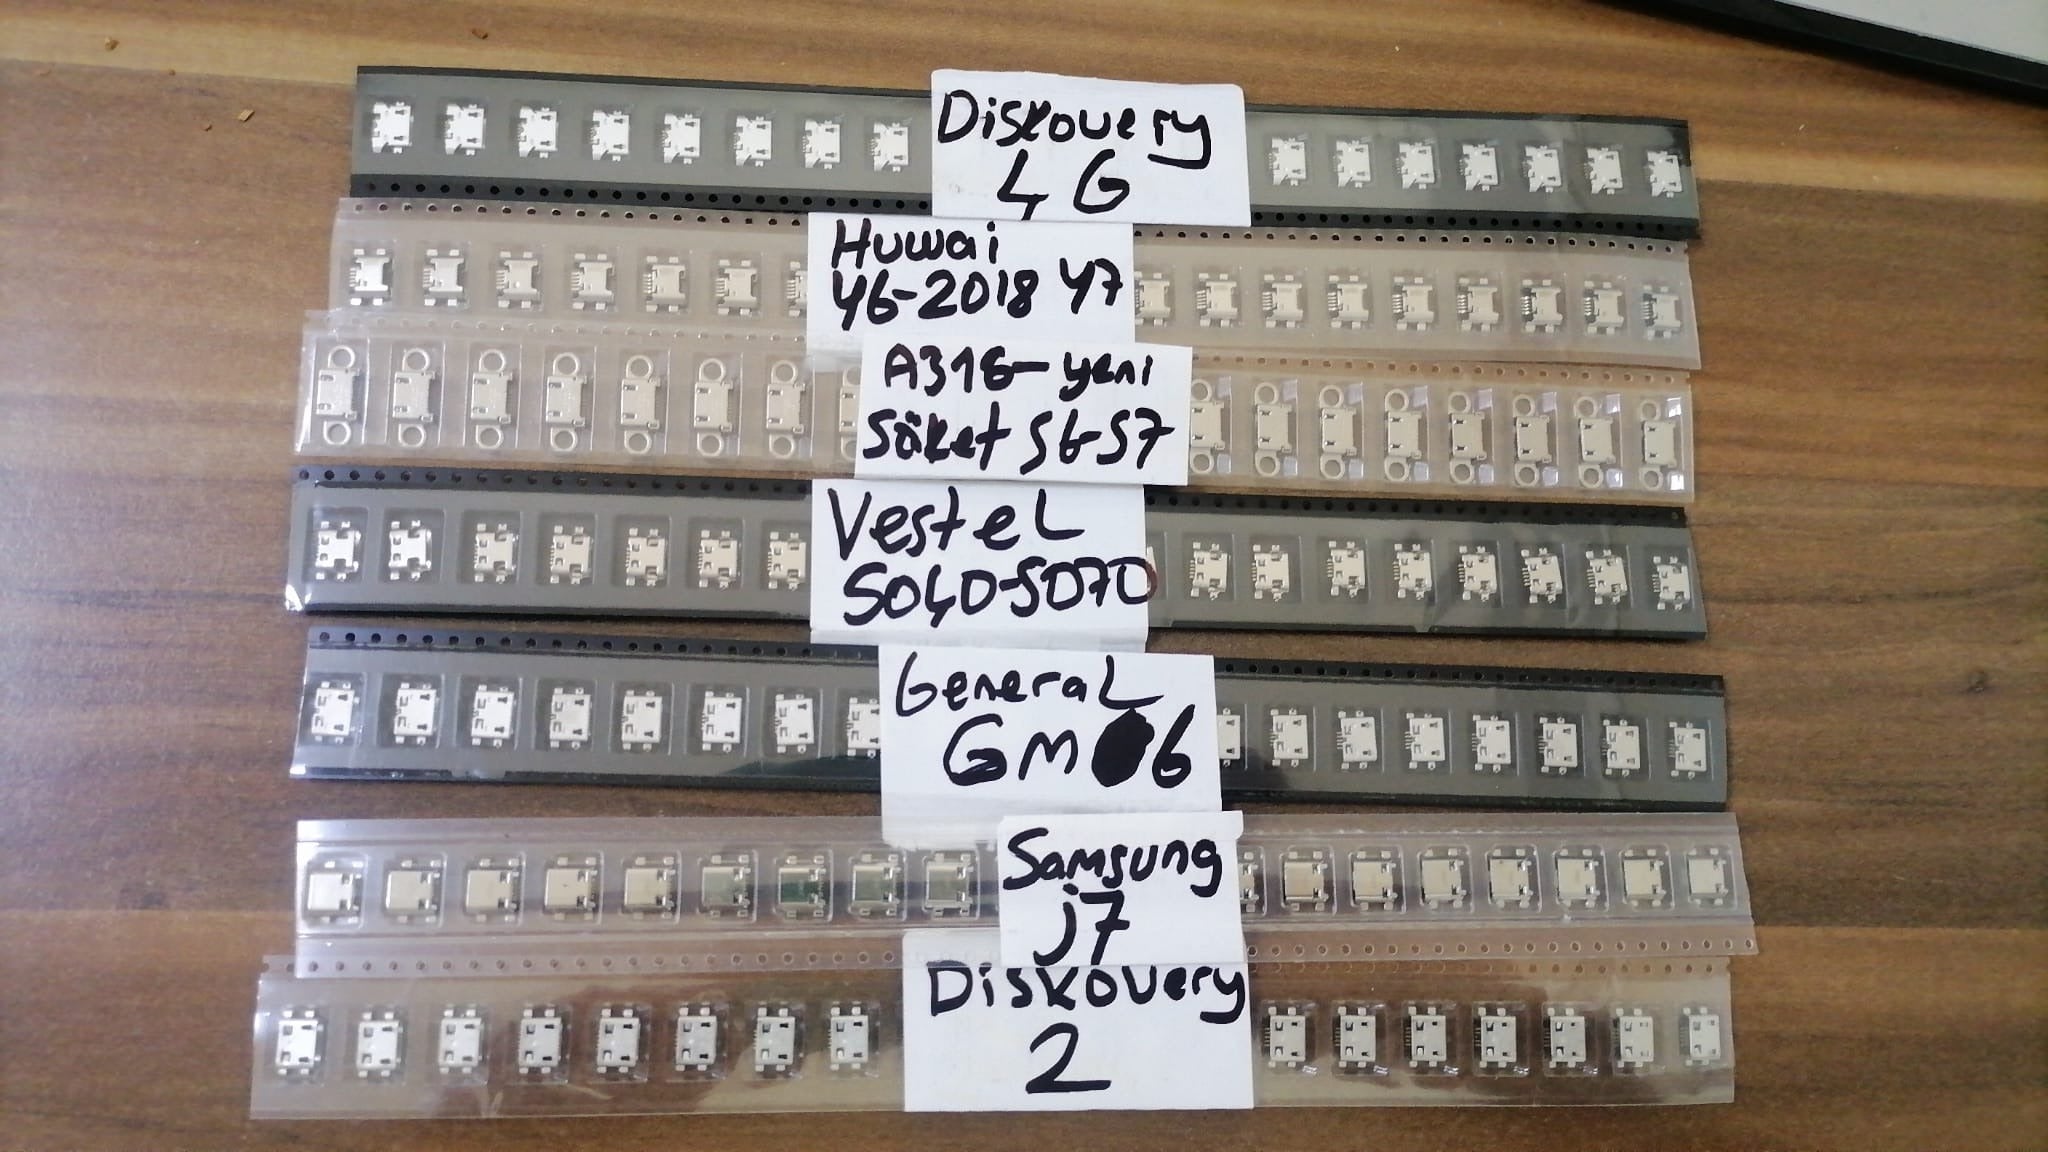 Diskovery
4G
Huwai
Y6-2018 Y7
A316-yeni
Söket S6-S7
Vestel
5040-5070
General
GM 6
Samsung
j7
Diskovery
2